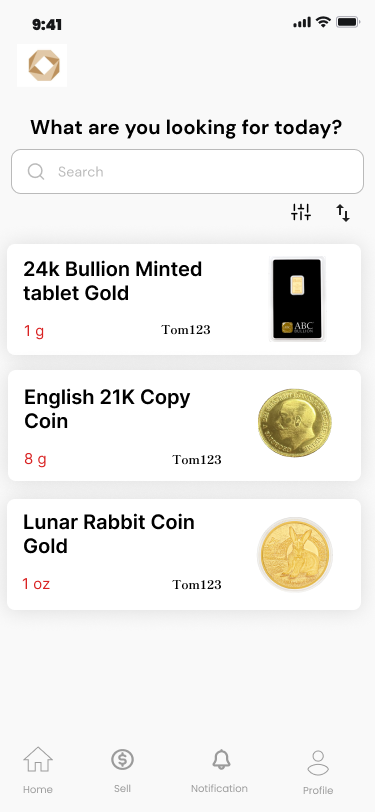 9:41
What are you looking for today?
Search
24k Bullion Minted
tablet Gold
1 g
Tom123
ABC
BULLION
English 21K Copy
Coin
8 g
Tom123
Lunar Rabbit Coin
Gold
1 oz
Tom123
Home
Sell
Notification
Profile